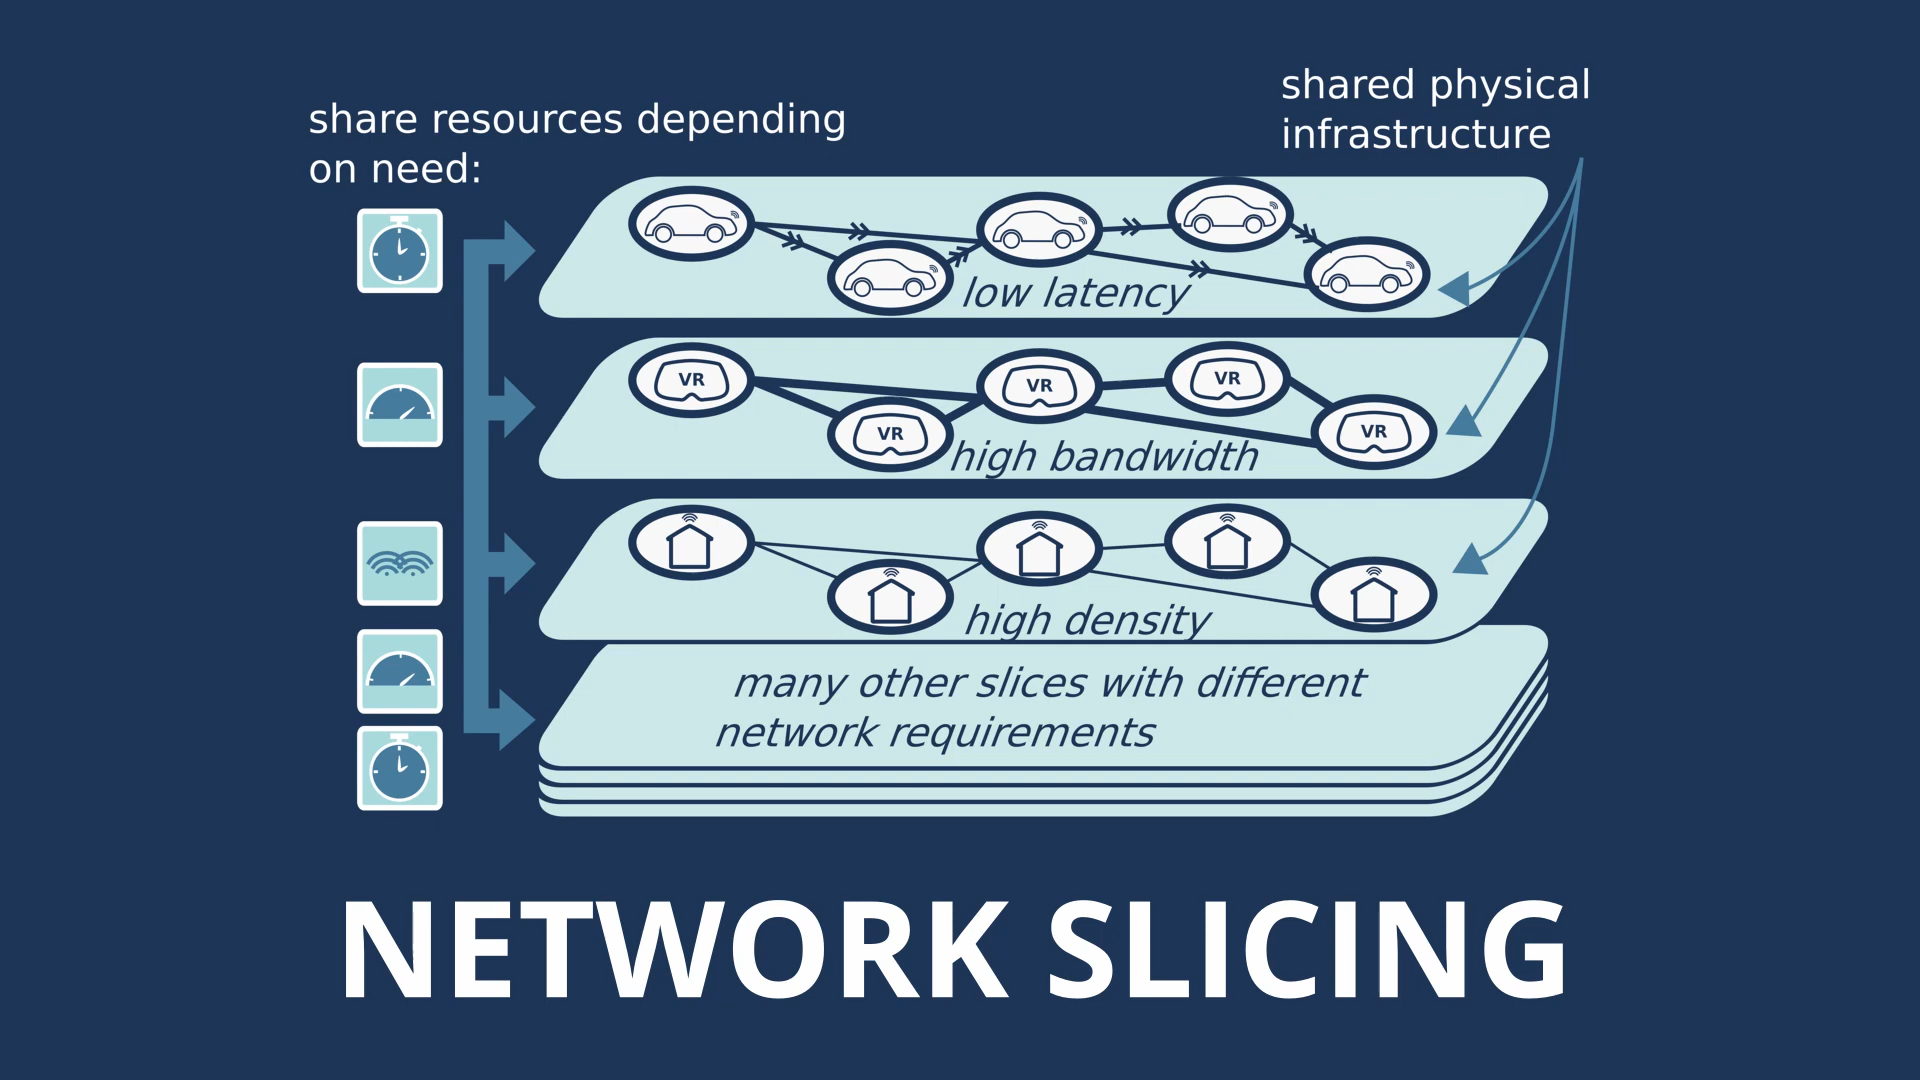 share resources depending
on need:
shared physical
infrastructure
low latency
VR
VR
VR
VR
VR
high bandwidth
high density
many other slices with different
network requirements
NETWORK SLICING